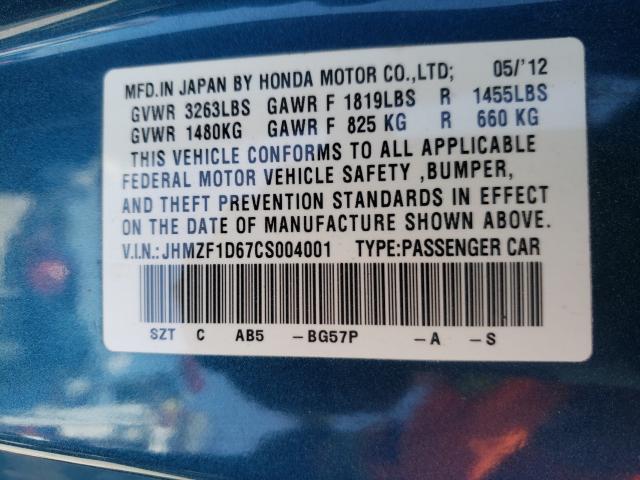 MFD.IN JAPAN BY HONDA MOTOR CO.,LTD; 05/'12
GVWR 3263LBS GAWR F 1819LBS R 1455LBS
GVWR 1480KG GAWR F 825 KG R 660 KG
THIS VEHICLE CONFORMS TO ALL APPLICABLE
FEDERAL MOTOR VEHICLE SAFETY ,BUMPER,
AND THEFT PREVENTION STANDARDS IN EFFECT
ON THE DATE OF MANUFACTURE SHOWN ABOVE.
V.I.N.:JHMZF1D67CS004001 TYPE:PASSENGER CAR
SZT C AB5 -BG57P -A -S